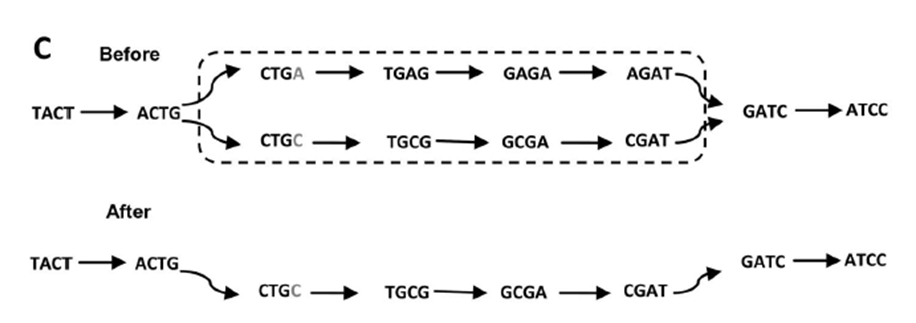 C Before
CTGA TGAG GAGA AGAT
TACT ACTG GATC ATCC
CTGC TGCG GCGA CGAT
After
TACT ACTG GATC ATCC
CTGC TGCG GCGA CGAT